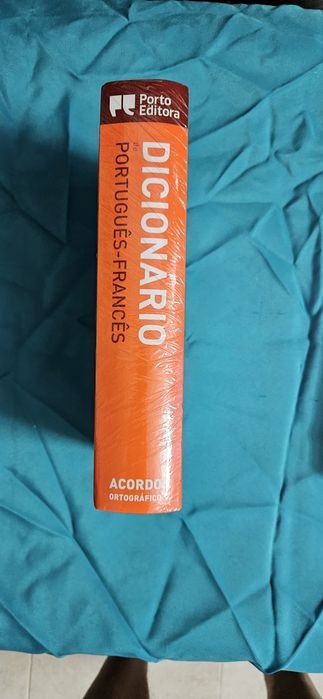 Porto
Editora
DICIONÁRIO
de
PORTUGUÊS-FRANCÊS
ACORDO
ORTOGRÁFICO